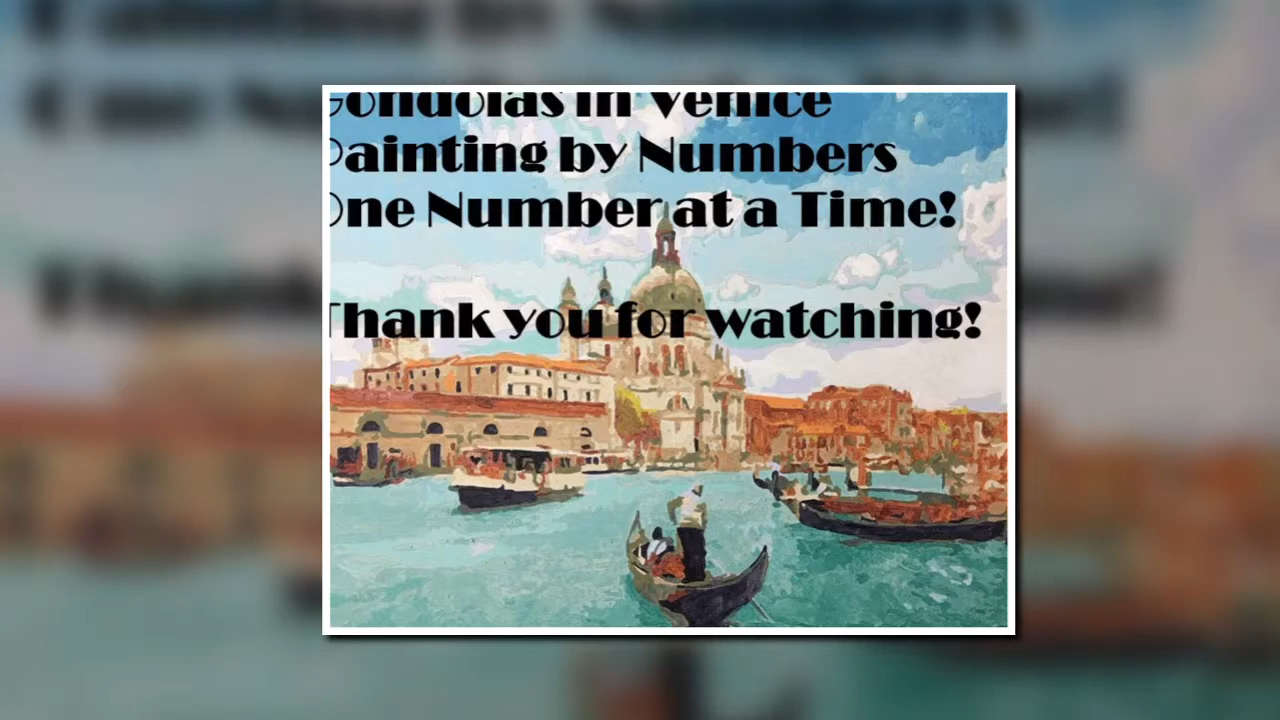 Gondolas in Venice
Painting by Numbers
One Number at a Time!
Thank you for watching!